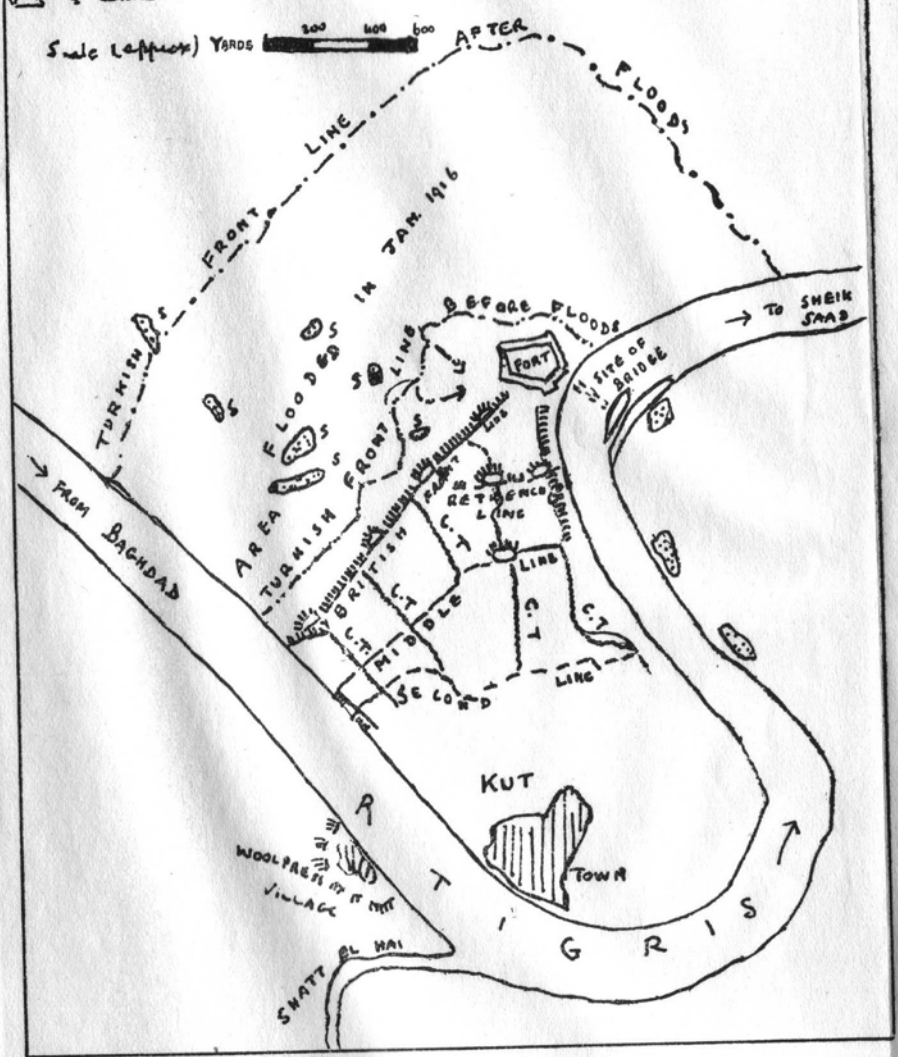 Scale (approx) YARDS 200 400 600
AFTER
FLOODS
LINE
FRONT
TURKISH
IN JAN. 1916
FLOODED
AREA
BEFORE FLOODS
LINE
FRONT
TURKISH
TO SHEIK
SAAD
SITE OF
BRIDGE
FORT
S
S
S
S
S
S
S
FROM BAGHDAD
LINE
FRONT
BRITISH
RETRENCH
LINE
C.T
C.T
C.T.
C.T
C.T
MIDDLE LINE
SECOND LINE
KUT
TOWN
R TIGRIS
WOOLPRESS
VILLAGE
SHATT EL HAI